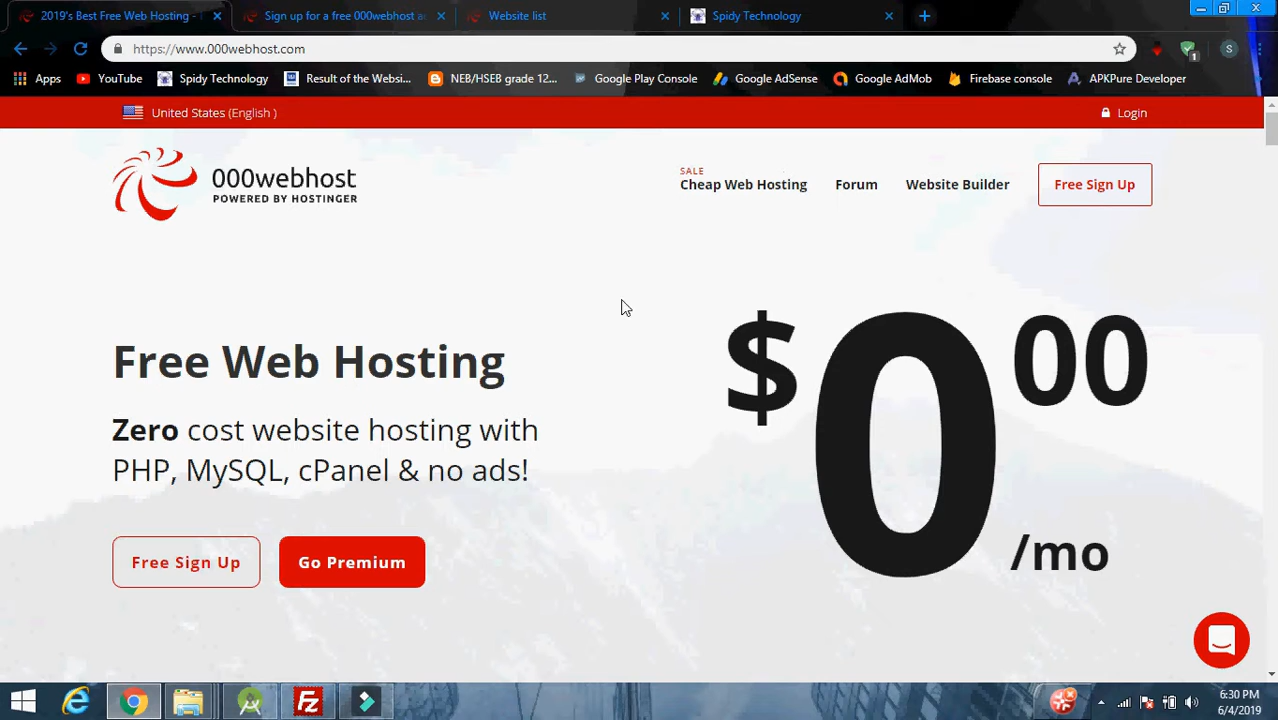 2019's Best Free Web Hosting -
Sign up for a free 000webhost a
Website list
Spidy Technology
https://www.000webhost.com
S
1
Apps
YouTube
Spidy Technology
Result of the Websi...
NEB/HSEB grade 12...
Google Play Console
Google AdSense
Google AdMob
Firebase console
APKPure Developer
United States (English )
Login
000webhost
POWERED BY HOSTINGER
SALE
Cheap Web Hosting
Forum
Website Builder
Free Sign Up
Free Web Hosting
Zero cost website hosting with
PHP, MySQL, cPanel & no ads!
$0 00
/mo
Free Sign Up
Go Premium
Fz
6:30 PM
6/4/2019